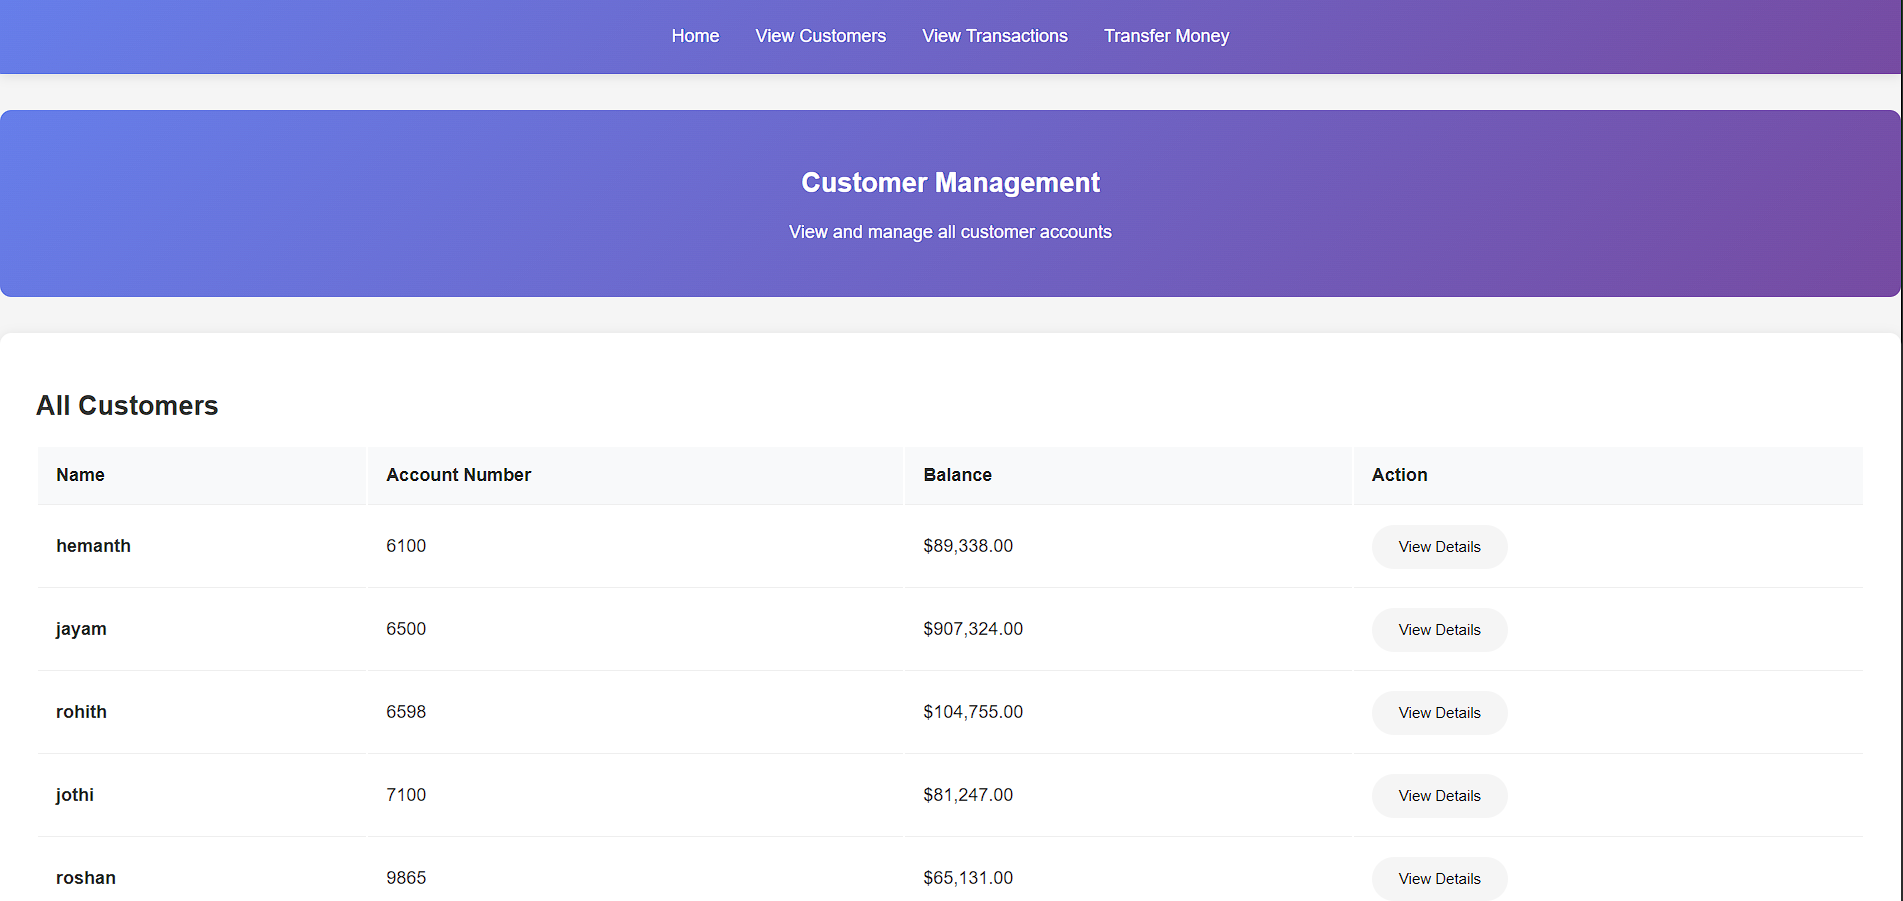 Home View Customers View Transactions Transfer Money
Customer Management
View and manage all customer accounts
All Customers
Name Account Number Balance Action
hemanth 6100 $89,338.00 View Details
jayam 6500 $907,324.00 View Details
rohith 6598 $104,755.00 View Details
jothi 7100 $81,247.00 View Details
roshan 9865 $65,131.00 View Details